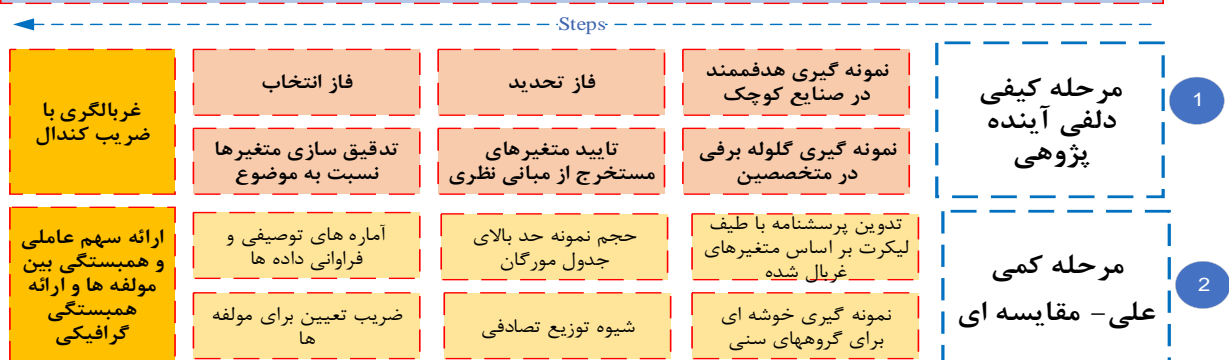 Steps
1
مرحله کیفی
دلفی آینده
پژوهی
نمونه گیری هدفممند
در صنایع کوچک
فاز تحدید
فاز انتخاب
غربالگری با
ضریب کندال
نمونه گیری گلوله برفی
در متخصصین
تایید متغیرهای
مستخرج از مبانی نظری
تدقیق سازی متغیرها
نسبت به موضوع
2
مرحله کمی
علی- مقایسه ای
تدوین پرسشنامه با طیف
لیکرت بر اساس متغیرهای
غربال شده
حجم نمونه حد بالای
جدول مورگان
آماره های توصیفی و
فراوانی داده ها
ارائه سهم عاملی
و همبستگی بین
مولفه ها و ارائه
همبستگی
گرافیکی
نمونه گیری خوشه ای
برای گروههای سنی
شیوه توزیع تصادفی
ضریب تعیین برای مولفه
ها